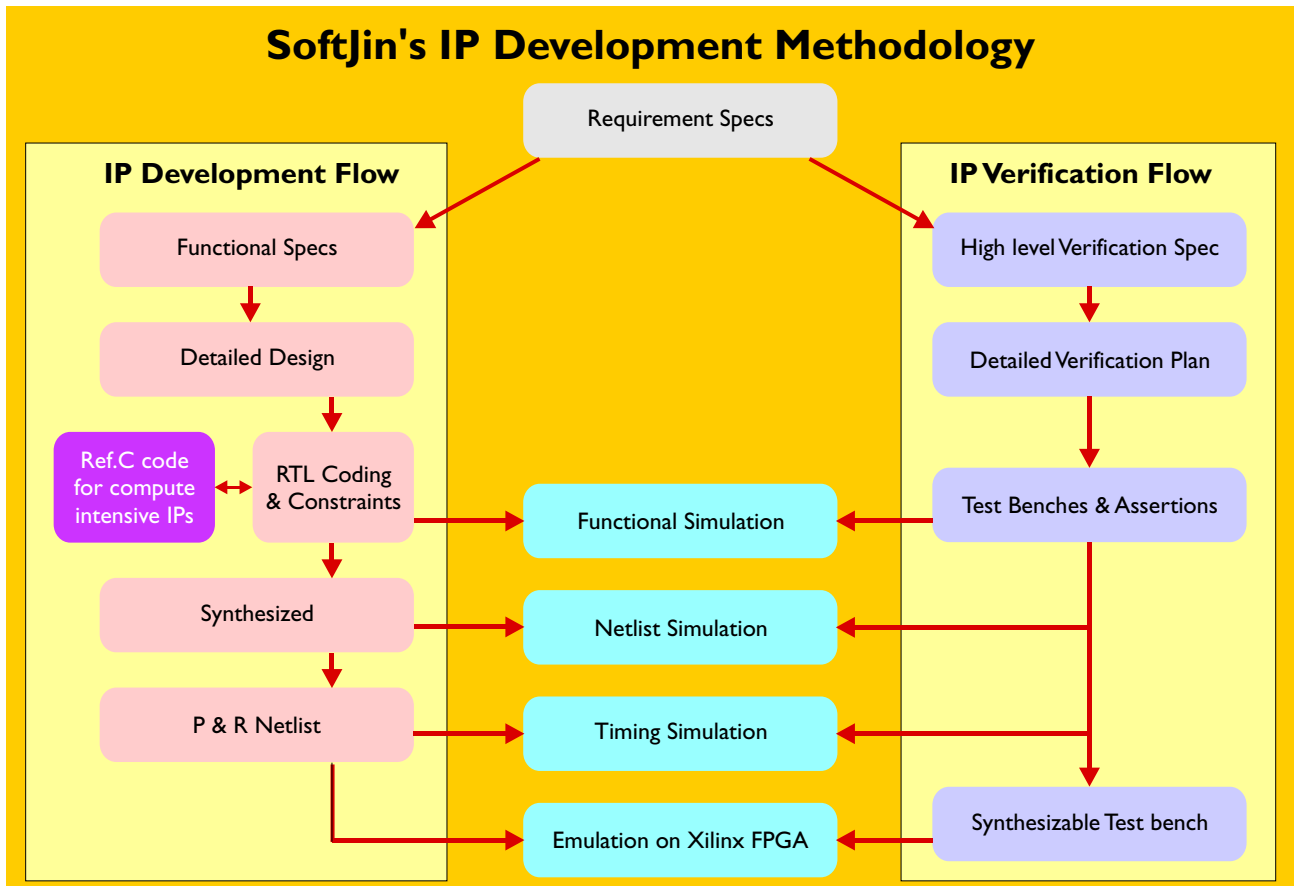 SoftJin's IP Development Methodology
Requirement Specs
IP Development Flow
Functional Specs
Detailed Design
Ref.C code
for compute
intensive IPs
RTL Coding
& Constraints
Synthesized
P & R Netlist
Functional Simulation
Netlist Simulation
Timing Simulation
Emulation on Xilinx FPGA
IP Verification Flow
High level Verification Spec
Detailed Verification Plan
Test Benches & Assertions
Synthesizable Test bench